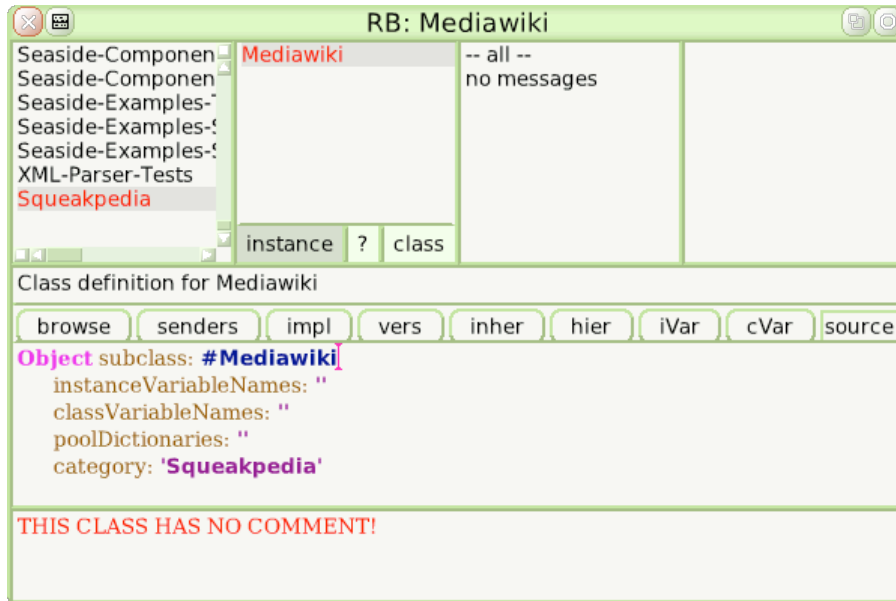 RB: Mediawiki
Seaside-Componen
Seaside-Componen
Seaside-Examples-T
Seaside-Examples-S
Seaside-Examples-S
XML-Parser-Tests
Squeakpedia
Mediawiki
instance ? class
-- all --
no messages
Class definition for Mediawiki
browse senders impl vers inher hier iVar cVar source
Object subclass: #Mediawiki
instanceVariableNames: ''
classVariableNames: ''
poolDictionaries: ''
category: 'Squeakpedia'
THIS CLASS HAS NO COMMENT!